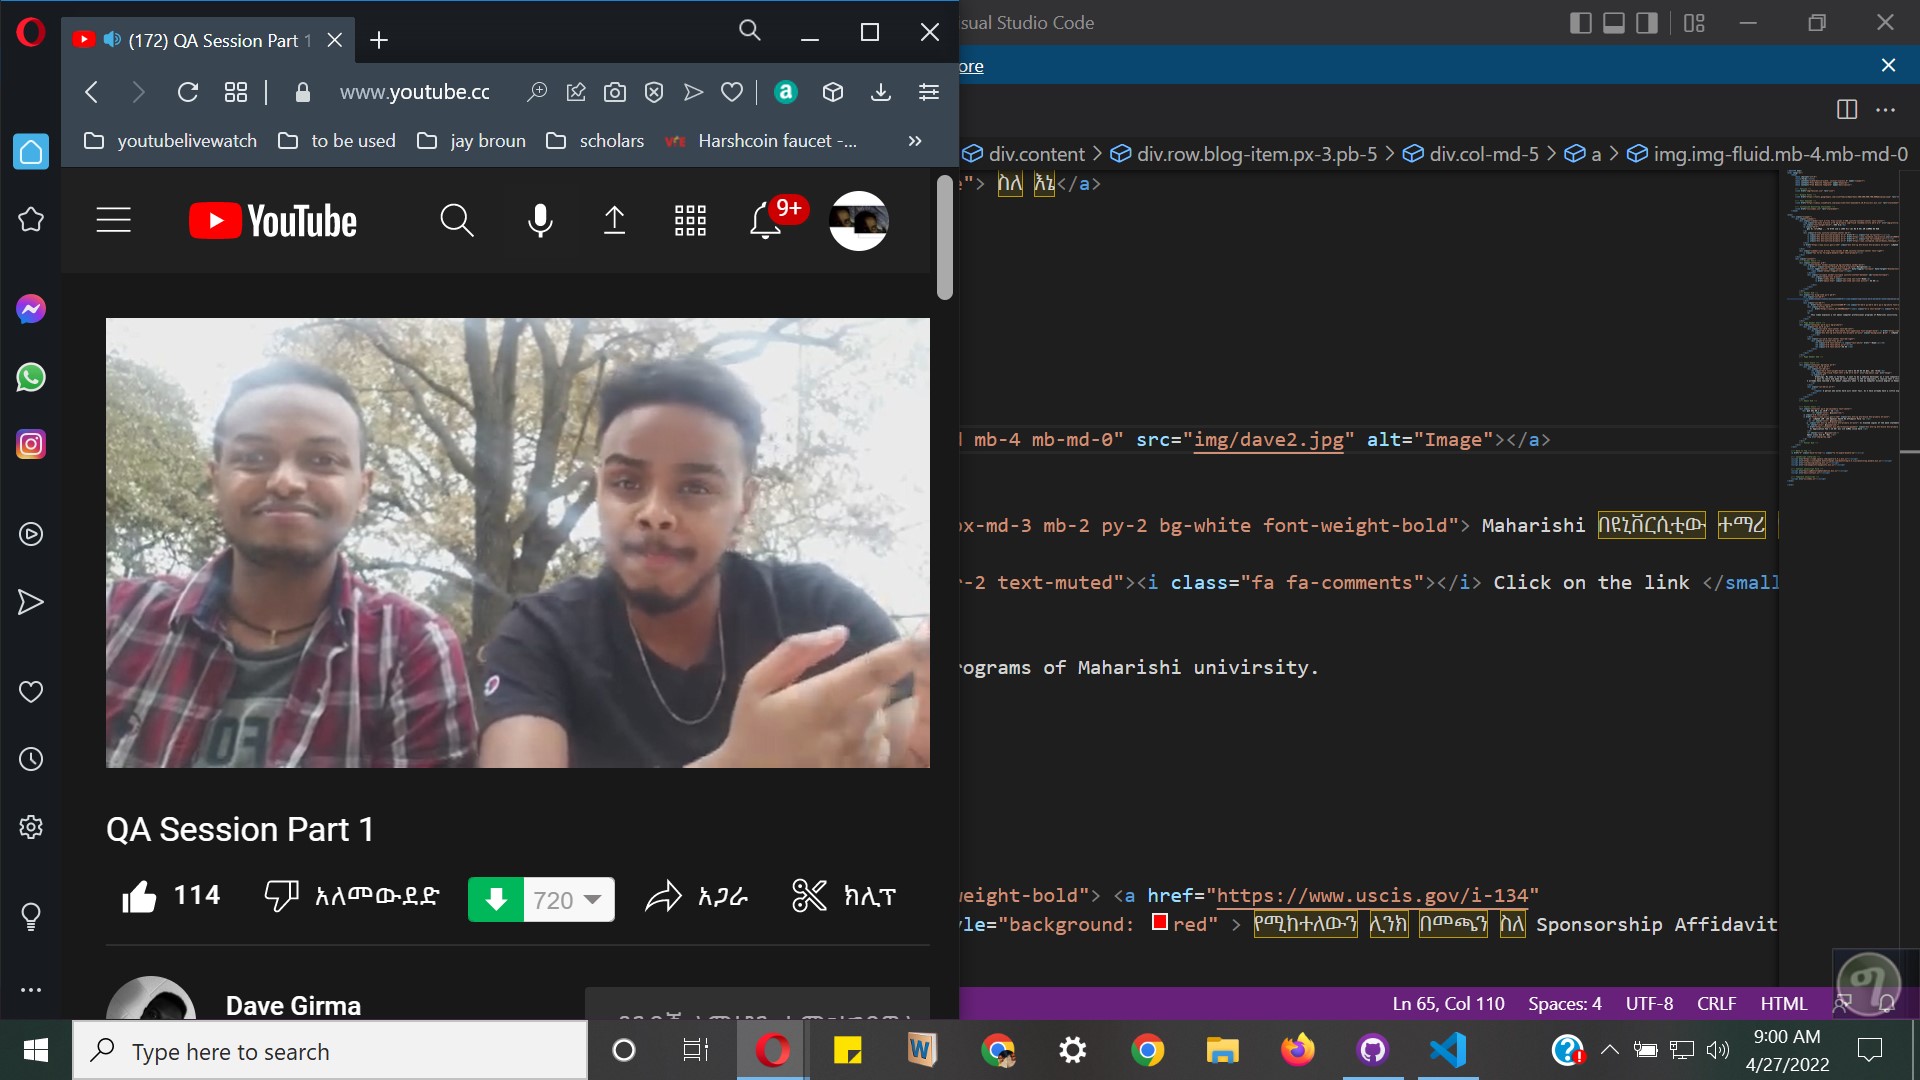 (172) QA Session Part 1
www.youtube.cc
youtubelivewatch
to be used
jay broun
scholars
Harshcoin faucet -...
YouTube
9+
QA Session Part 1
114
አለመውደድ
720
አጋራ
ክሊፕ
Dave Girma
isual Studio Code
ore
div.content > div.row.blog-item.px-3.pb-5 > div.col-md-5 > a > img.img-fluid.mb-4.mb-md-0
e"> ስለ እኔ</a>
d mb-4 mb-md-0" src="img/dave2.jpg" alt="Image"></a>
px-md-3 mb-2 py-2 bg-white font-weight-bold"> Maharishi በዩኒቨርሲቲው ተማሪ
r-2 text-muted"><i class="fa fa-comments"></i> Click on the link </small
rograms of Maharishi univirsity.
weight-bold"> <a href="https://www.uscis.gov/i-134"
yle="background: red" > የሚከተለውን ሊንክ በመጫን ስለ Sponsorship Affidavit
Ln 65, Col 110
Spaces: 4
UTF-8
CRLF
HTML
Type here to search
9:00 AM
4/27/2022